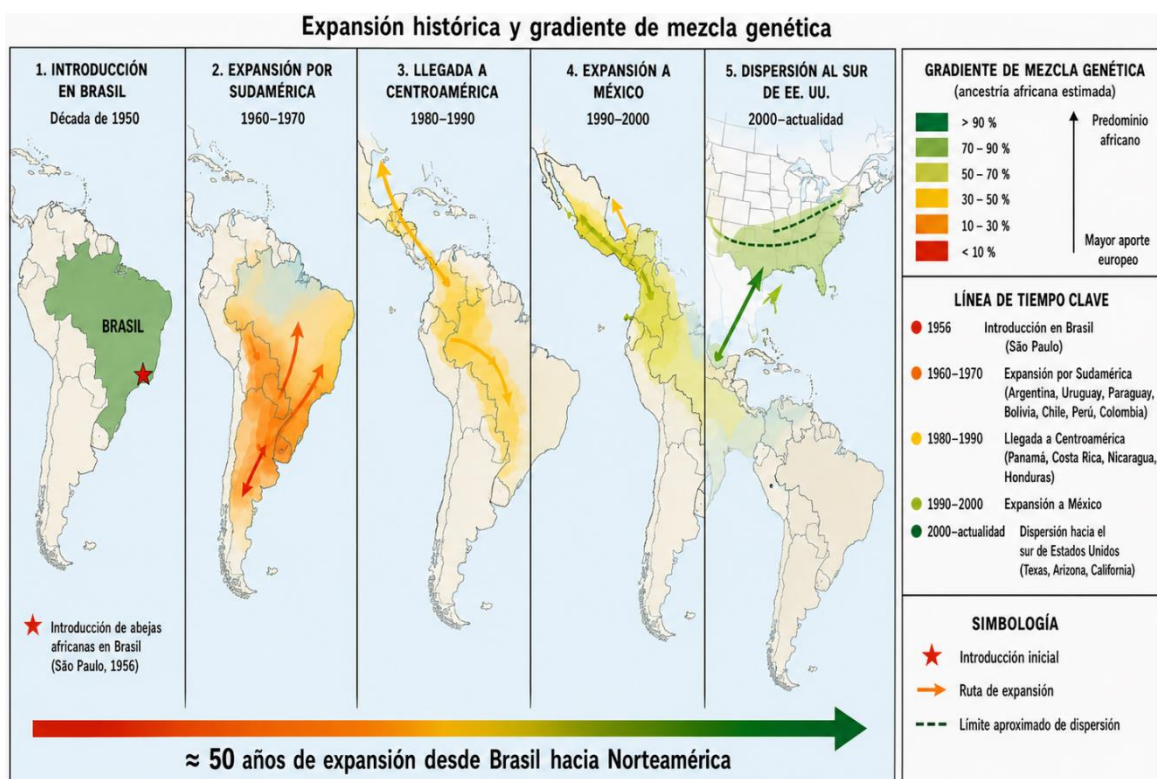 Expansión histórica y gradiente de mezcla genética
1. INTRODUCCIÓN
EN BRASIL
Década de 1950
BRASIL
Introducción de abejas
africanas en Brasil
(São Paulo, 1956)
2. EXPANSIÓN POR
SUDAMÉRICA
1960–1970
3. LLEGADA A
CENTROAMÉRICA
1980–1990
4. EXPANSIÓN A
MÉXICO
1990–2000
5. DISPERSIÓN AL SUR
DE EE. UU.
2000–actualidad
≈ 50 años de expansión desde Brasil hacia Norteamérica
GRADIENTE DE MEZCLA GENÉTICA
(ancestría africana estimada)
> 90 %
70 – 90 %
50 – 70 %
30 – 50 %
10 – 30 %
< 10 %
Predominio
africano
Mayor aporte
europeo
LÍNEA DE TIEMPO CLAVE
1956 Introducción en Brasil
(São Paulo)
1960–1970 Expansión por Sudamérica
(Argentina, Uruguay, Paraguay,
Bolivia, Chile, Perú, Colombia)
1980–1990 Llegada a Centroamérica
(Panamá, Costa Rica, Nicaragua,
Honduras)
1990–2000 Expansión a México
2000–actualidad Dispersión hacia el
sur de Estados Unidos
(Texas, Arizona, California)
SIMBOLOGÍA
Introducción inicial
Ruta de expansión
Límite aproximado de dispersión